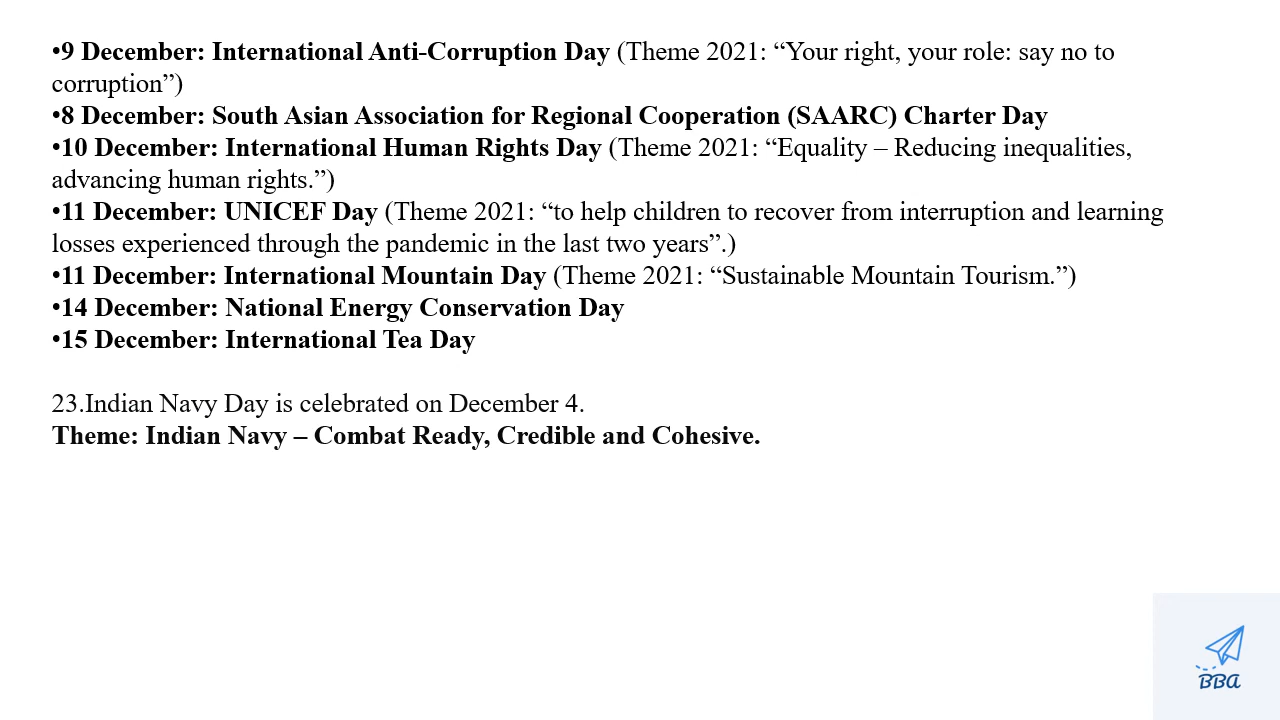 •9 December: International Anti-Corruption Day (Theme 2021: “Your right, your role: say no to
corruption”)
•8 December: South Asian Association for Regional Cooperation (SAARC) Charter Day
•10 December: International Human Rights Day (Theme 2021: “Equality – Reducing inequalities,
advancing human rights.”)
•11 December: UNICEF Day (Theme 2021: “to help children to recover from interruption and learning
losses experienced through the pandemic in the last two years”.)
•11 December: International Mountain Day (Theme 2021: “Sustainable Mountain Tourism.”)
•14 December: National Energy Conservation Day
•15 December: International Tea Day
23.Indian Navy Day is celebrated on December 4.
Theme: Indian Navy – Combat Ready, Credible and Cohesive.
BBA